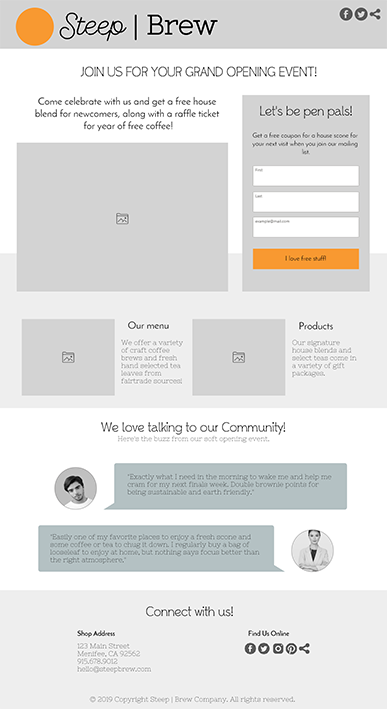 Steep | Brew
JOIN US FOR YOUR GRAND OPENING EVENT!
Come celebrate with us and get a free house
blend for newcomers, along with a raffle ticket
for year of free coffee!
Let's be pen pals!
Get a free coupon for a house scone for
your next visit when you join our mailing
list.
First
Last
example@mail.com
I love free stuff!
Our menu
We offer a variety
of craft coffee
brews and fresh
hand selected tea
leaves from
fairtrade sources!
Products
Our signature
house blends and
select teas come in
a variety of gift
packages.
We love talking to our Community!
Here's the buzz from our soft opening event.
"Exactly what I need in the morning to wake me and help me
cram for my next finals week. Double brownie points for
being sustainable and earth friendly."
"Easily one of my favorite places to enjoy a fresh scone and
some coffee or tea to chug it down. I regularly buy a bag of
looseleaf to enjoy at home, but nothing says focus better than
the right atmosphere."
Connect with us!
Shop Address
123 Main Street
Menifee, CA 92562
915.678.9012
hello@steepbrew.com
Find Us Online
© 2019 Copyright Steep | Brew Company. All rights reserved.